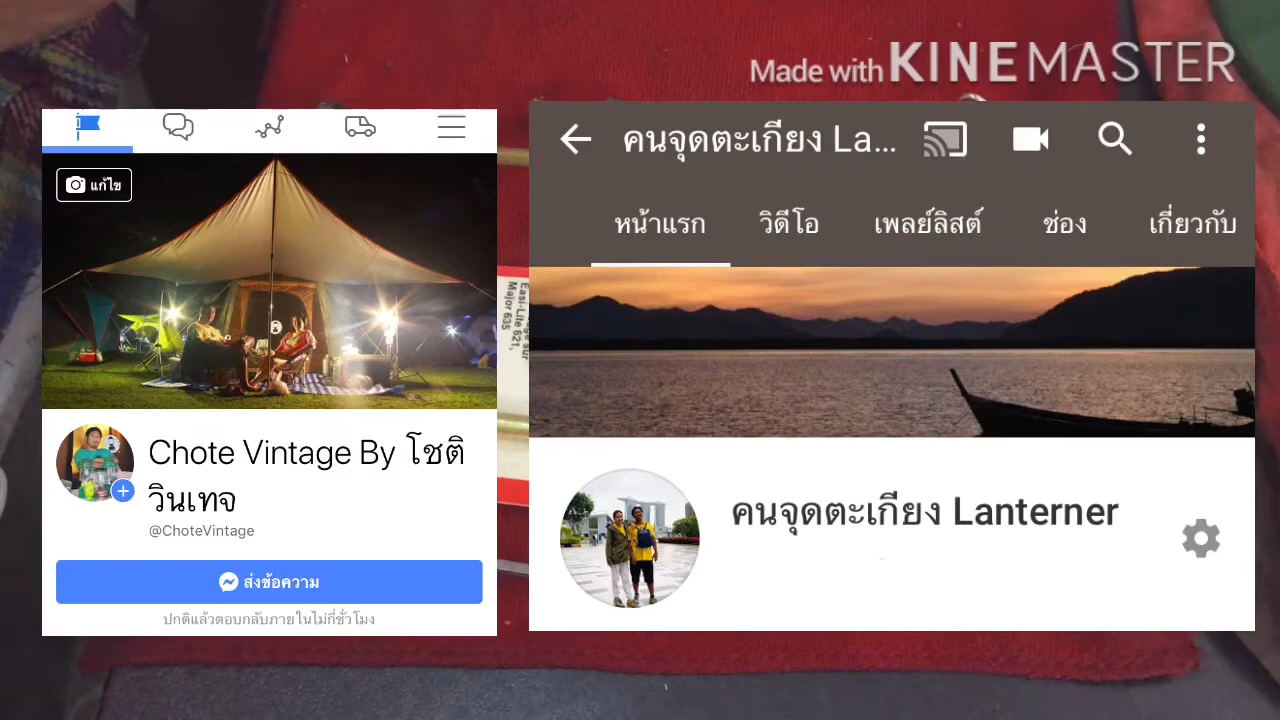 Made with KINEMASTER
แก้ไข
Chote Vintage By โชติ
วินเทจ
@ChoteVintage
ส่งข้อความ
ปกติแล้วตอบกลับภายในไม่กี่ชั่วโมง
คนจุดตะเกียง La...
หน้าแรก วิดีโอ เพลย์ลิสต์ ช่อง เกี่ยวกับ
คนจุดตะเกียง Lanterner
Easi-Lite 621,
Major 635